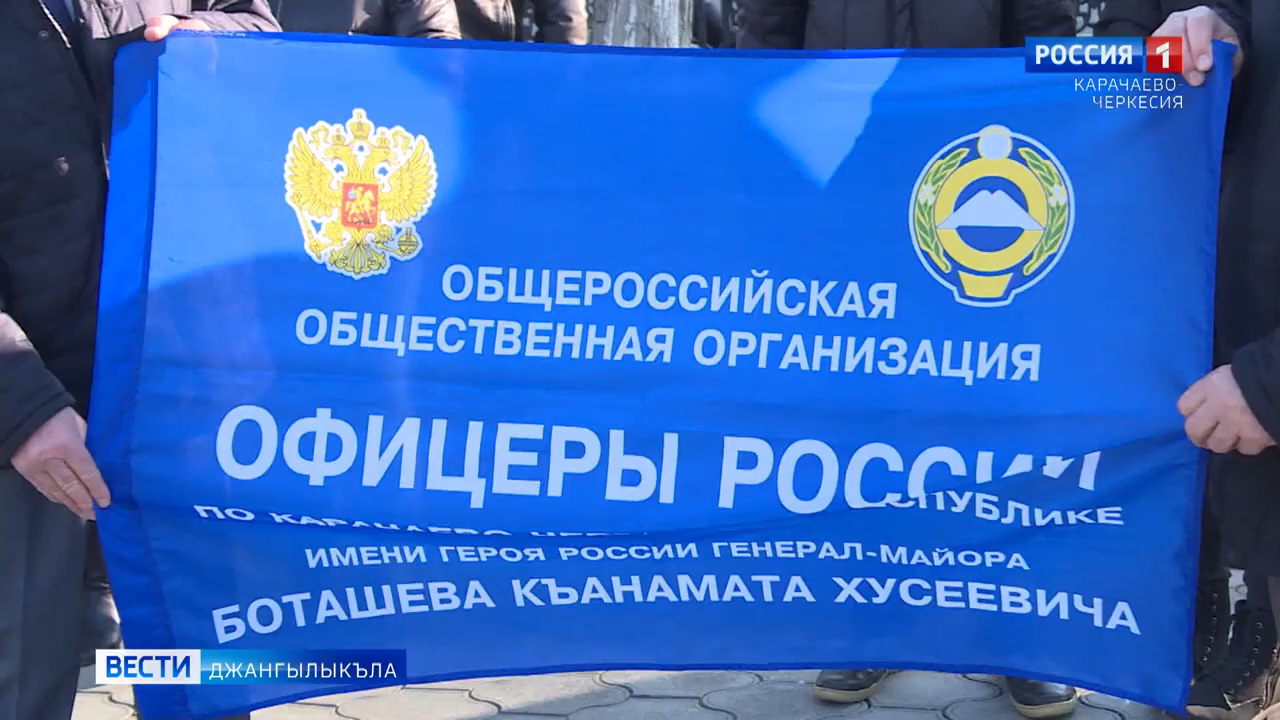 РОССИЯ 1
КАРАЧАЕВО-
ЧЕРКЕСИЯ
ОБЩЕРОССИЙСКАЯ
ОБЩЕСТВЕННАЯ ОРГАНИЗАЦИЯ
ОФИЦЕРЫ РОССИИ
ПО КАРАЧАЕВО
ИМЕНИ ГЕРОЯ РОССИИ ГЕНЕРАЛ-МАЙОРА
БОТАШЕВА КЪАНАМАТА ХУСЕЕВИЧА
ВЕСТИ ДЖАНГЫЛЫКЪЛА